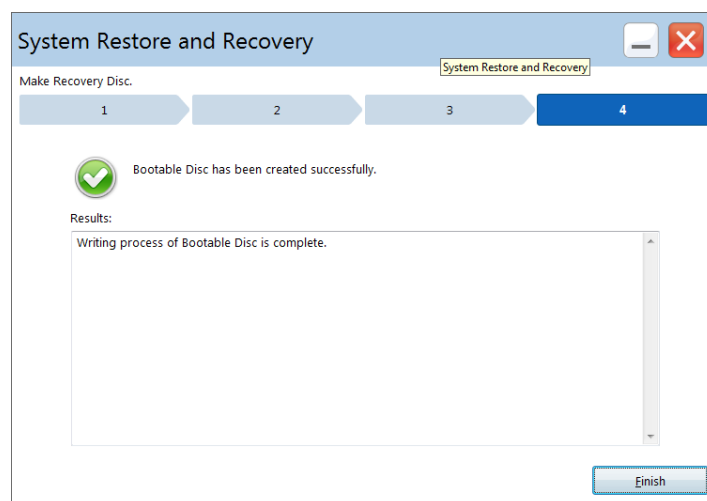 System Restore and Recovery
System Restore and Recovery
Make Recovery Disc.
1 2 3 4
Bootable Disc has been created successfully.
Results:
Writing process of Bootable Disc is complete.
Finish